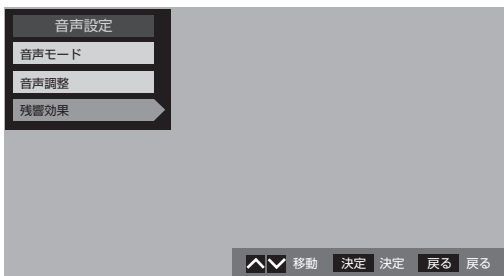 音声設定
音声モード
音声調整
残響効果
移動 決定 決定 戻る 戻る